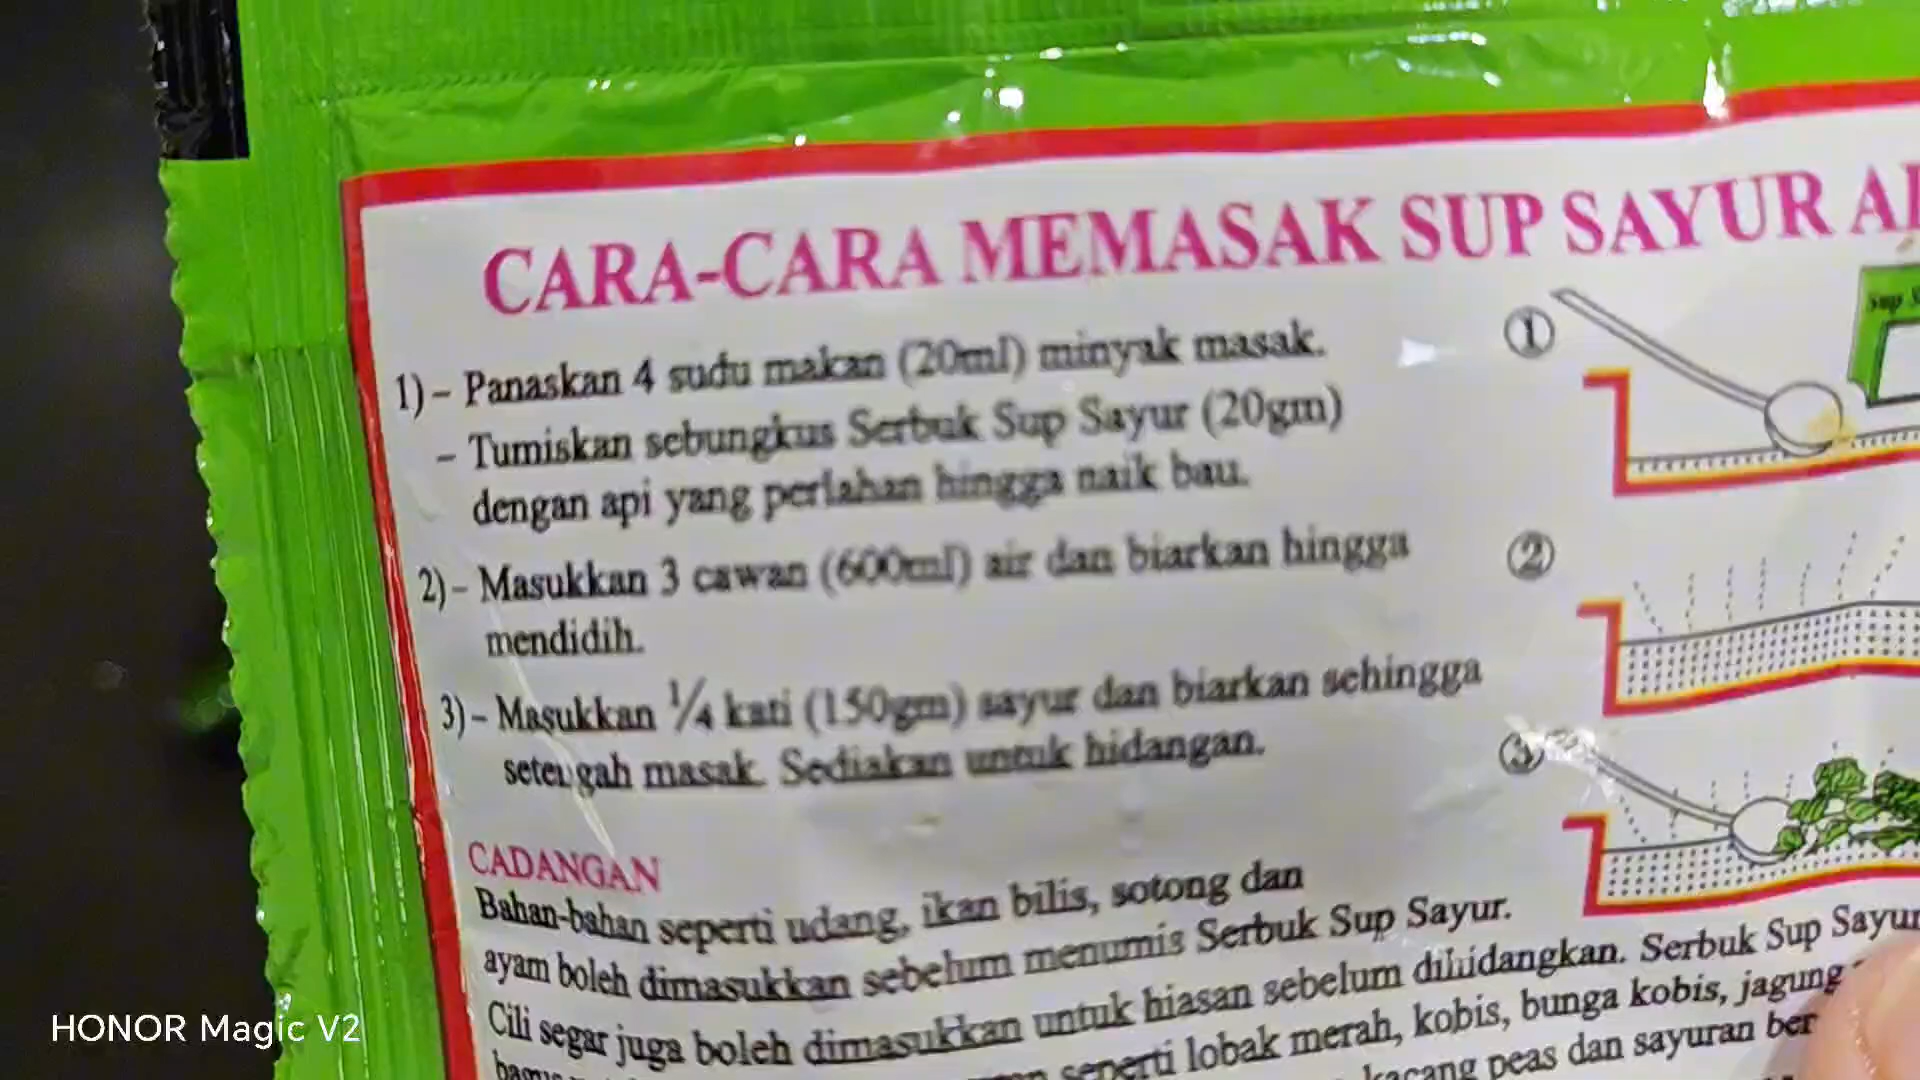 CARA-CARA MEMASAK SUP SAYUR
1) – Panaskan 4 sudu makan (20ml) minyak masak.
– Tumiskan sebungkus Serbuk Sup Sayur (20gm)
dengan api yang perlahan hingga naik bau.
2) – Masukkan 3 cawan (600ml) air dan biarkan hingga
mendidih.
3) – Masukkan ¼ kati (150gm) sayur dan biarkan sehingga
setengah masak. Sediakan untuk hidangan.
①
Sup
②
③
CADANGAN
Bahan-bahan seperti udang, ikan bilis, sotong dan
ayam boleh dimasukkan sebelum menumis Serbuk Sup Sayur.
Cili segar juga boleh dimasukkan untuk hiasan sebelum dihidangkan. Serbuk Sup Sayur
seperti lobak merah, kobis, bunga kobis, jagung
kacang peas dan sayuran ber
HONOR Magic V2